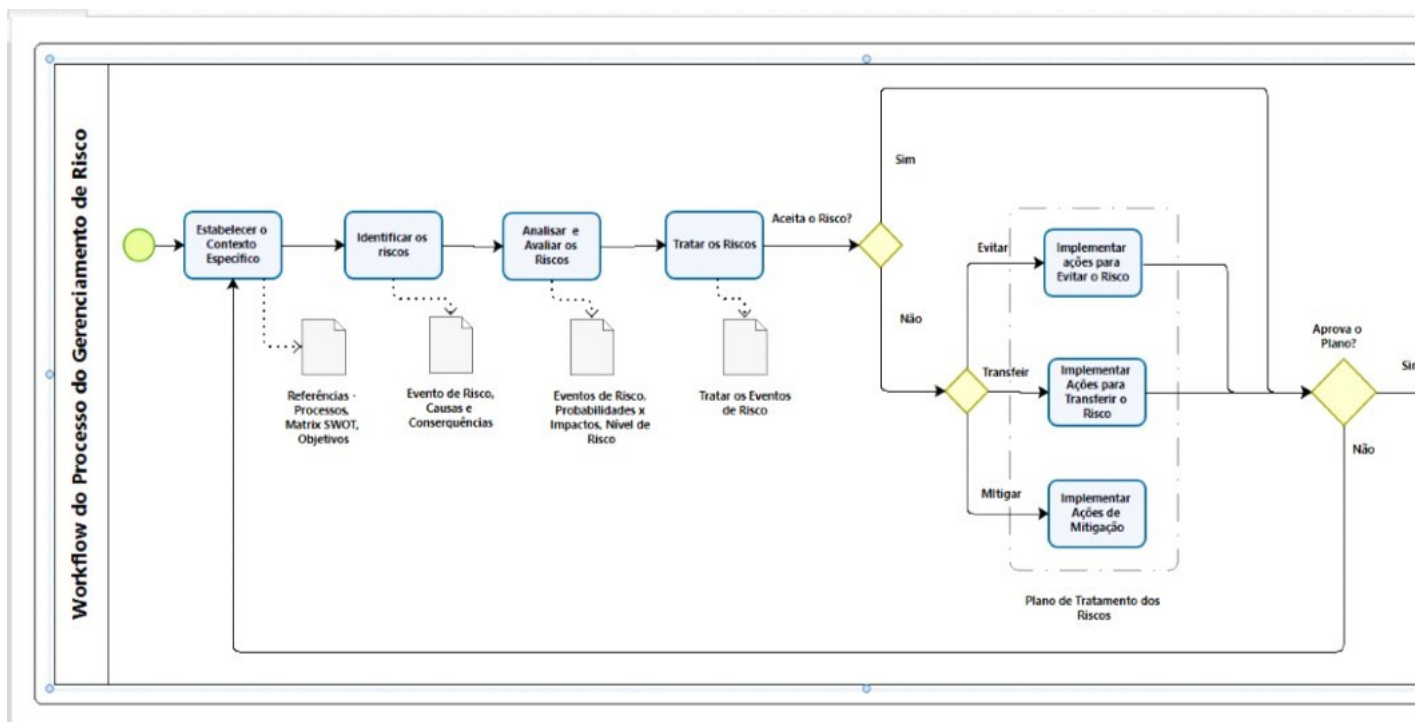 Workflow do Processo do Gerenciamento de Risco
Estabelecer o
Contexto
Específico
Identificar os
riscos
Analisar e
Avaliar os
Riscos
Tratar os Riscos
Aceita o Risco?
Sim
Não
Referências -
Processos,
Matrix SWOT,
Objetivos
Evento de Risco,
Causas e
Conserquências
Eventos de Risco,
Probabilidades x
Impactos, Nível de
Risco
Tratar os Eventos
de Risco
Evitar
Implementar
ações para
Evitar o Risco
Transferir
Implementar
Ações para
Transferir o
Risco
Mitigar
Implementar
Ações de
Mitigação
Plano de Tratamento dos
Riscos
Aprova o
Plano?
Sim
Não